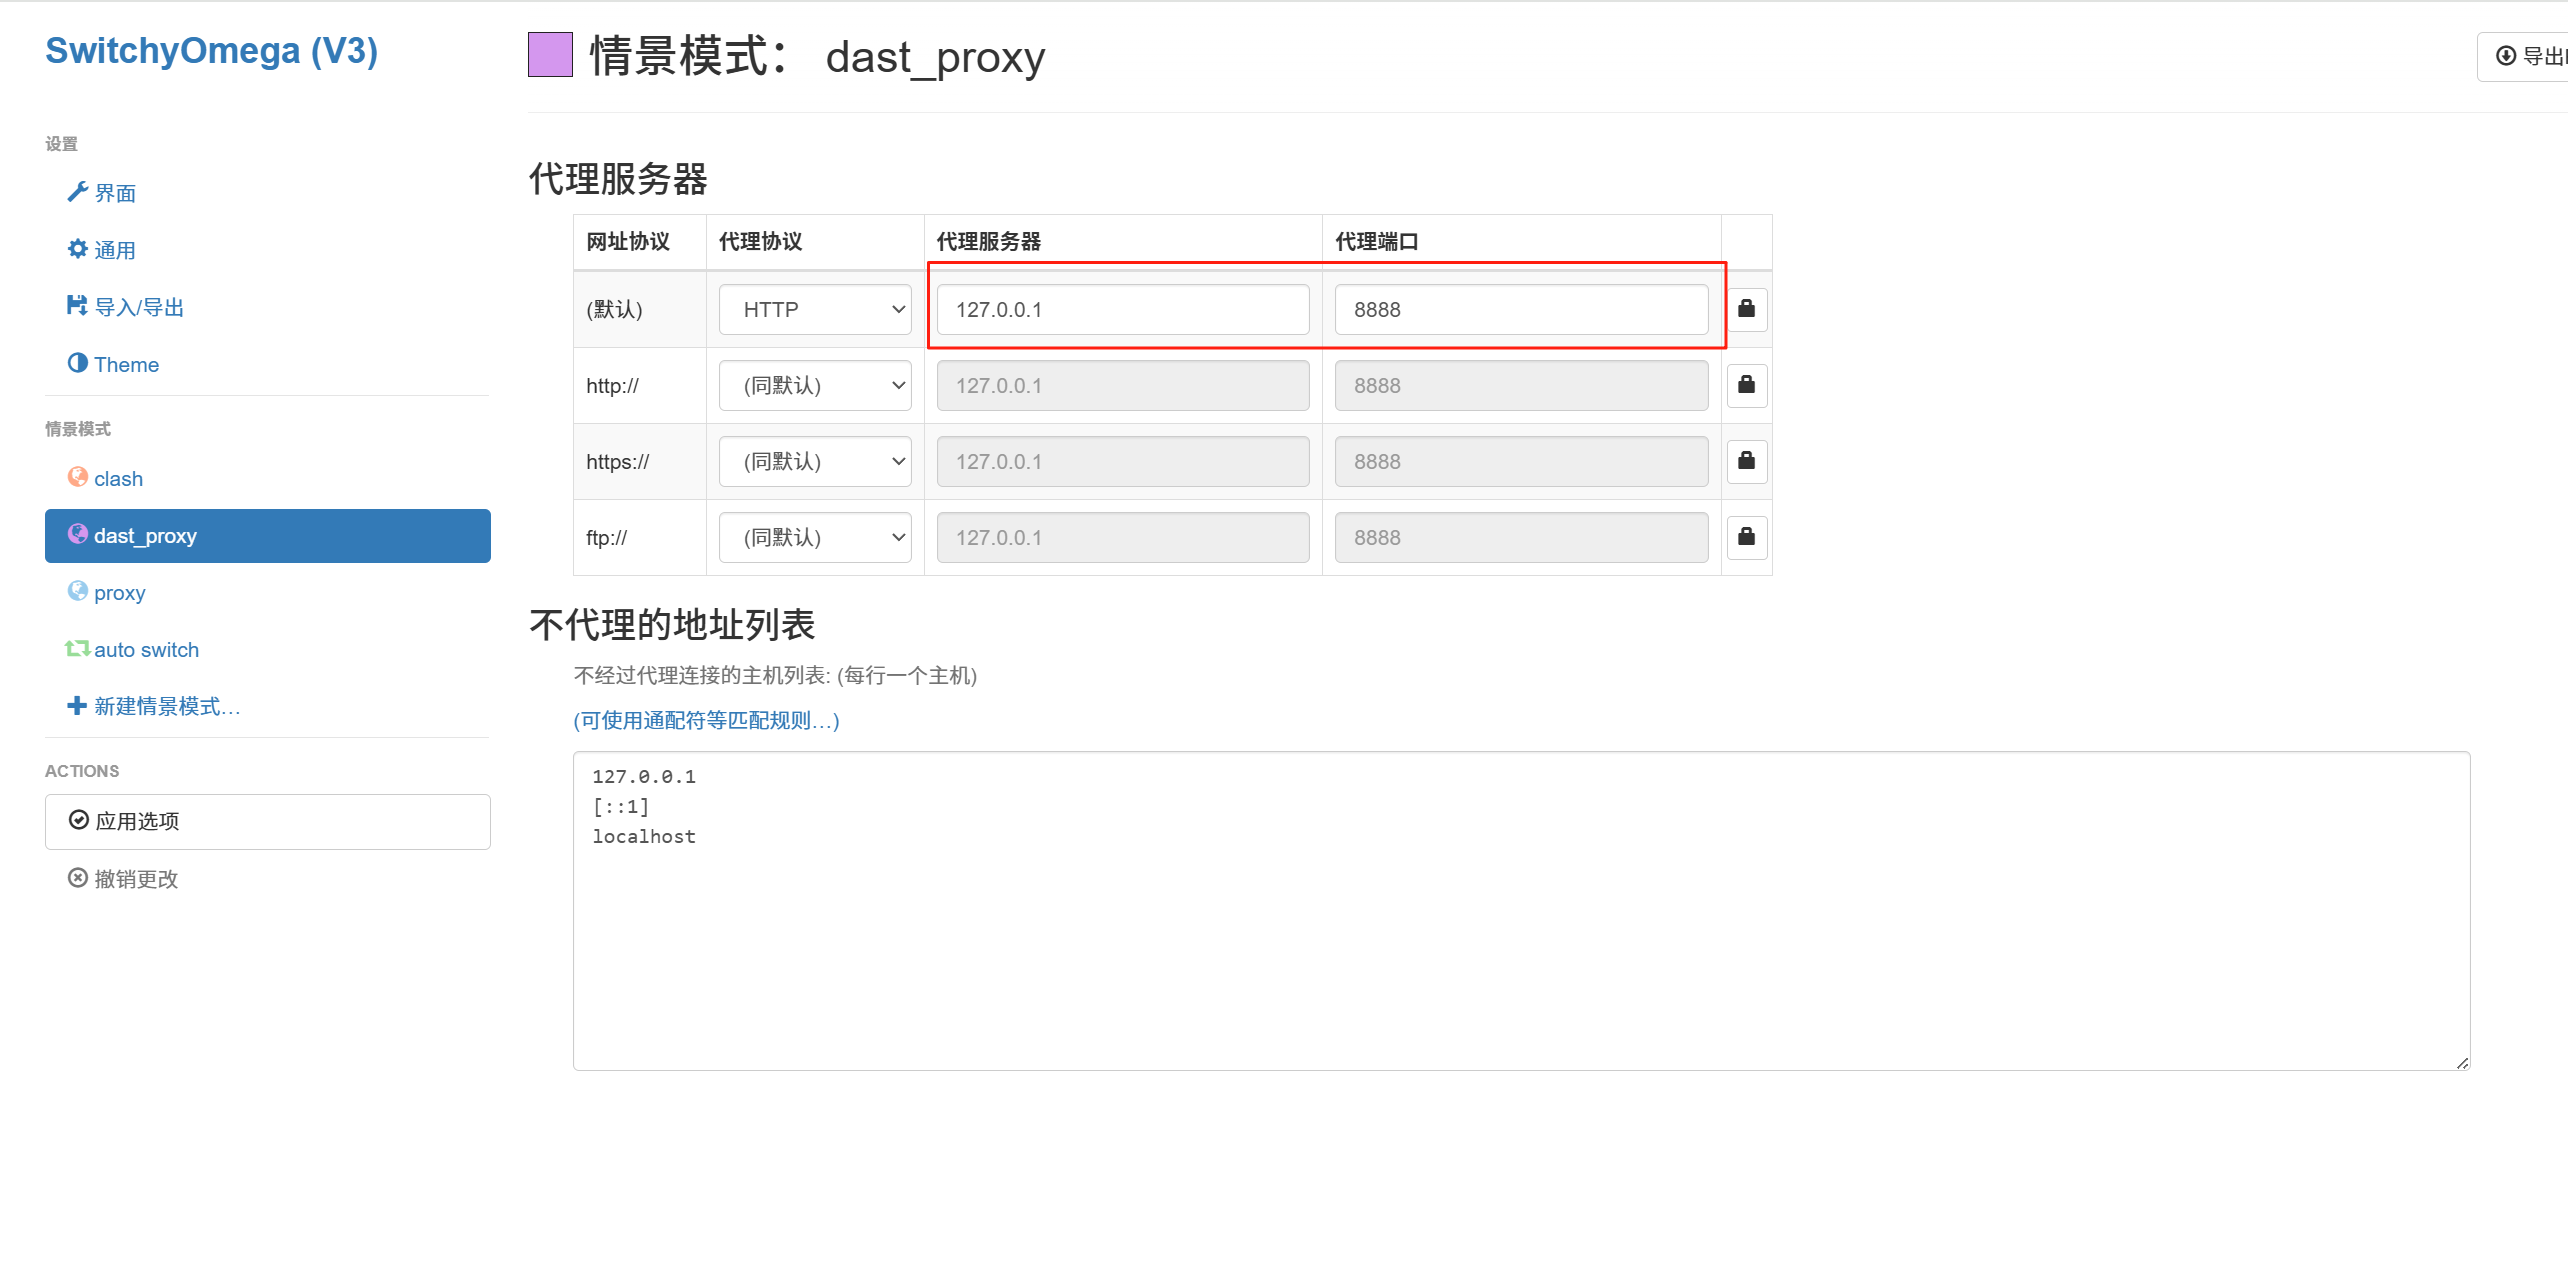 SwitchyOmega (V3)
设置
界面
通用
导入/导出
Theme
情景模式
clash
dast_proxy
proxy
auto switch
新建情景模式…
ACTIONS
应用选项
撤销更改
情景模式： dast_proxy
导出
代理服务器
网址协议 代理协议 代理服务器 代理端口
(默认) HTTP 127.0.0.1 8888
http:// (同默认) 127.0.0.1 8888
https:// (同默认) 127.0.0.1 8888
ftp:// (同默认) 127.0.0.1 8888
不代理的地址列表
不经过代理连接的主机列表: (每行一个主机)
(可使用通配符等匹配规则…)
127.0.0.1
[::1]
localhost